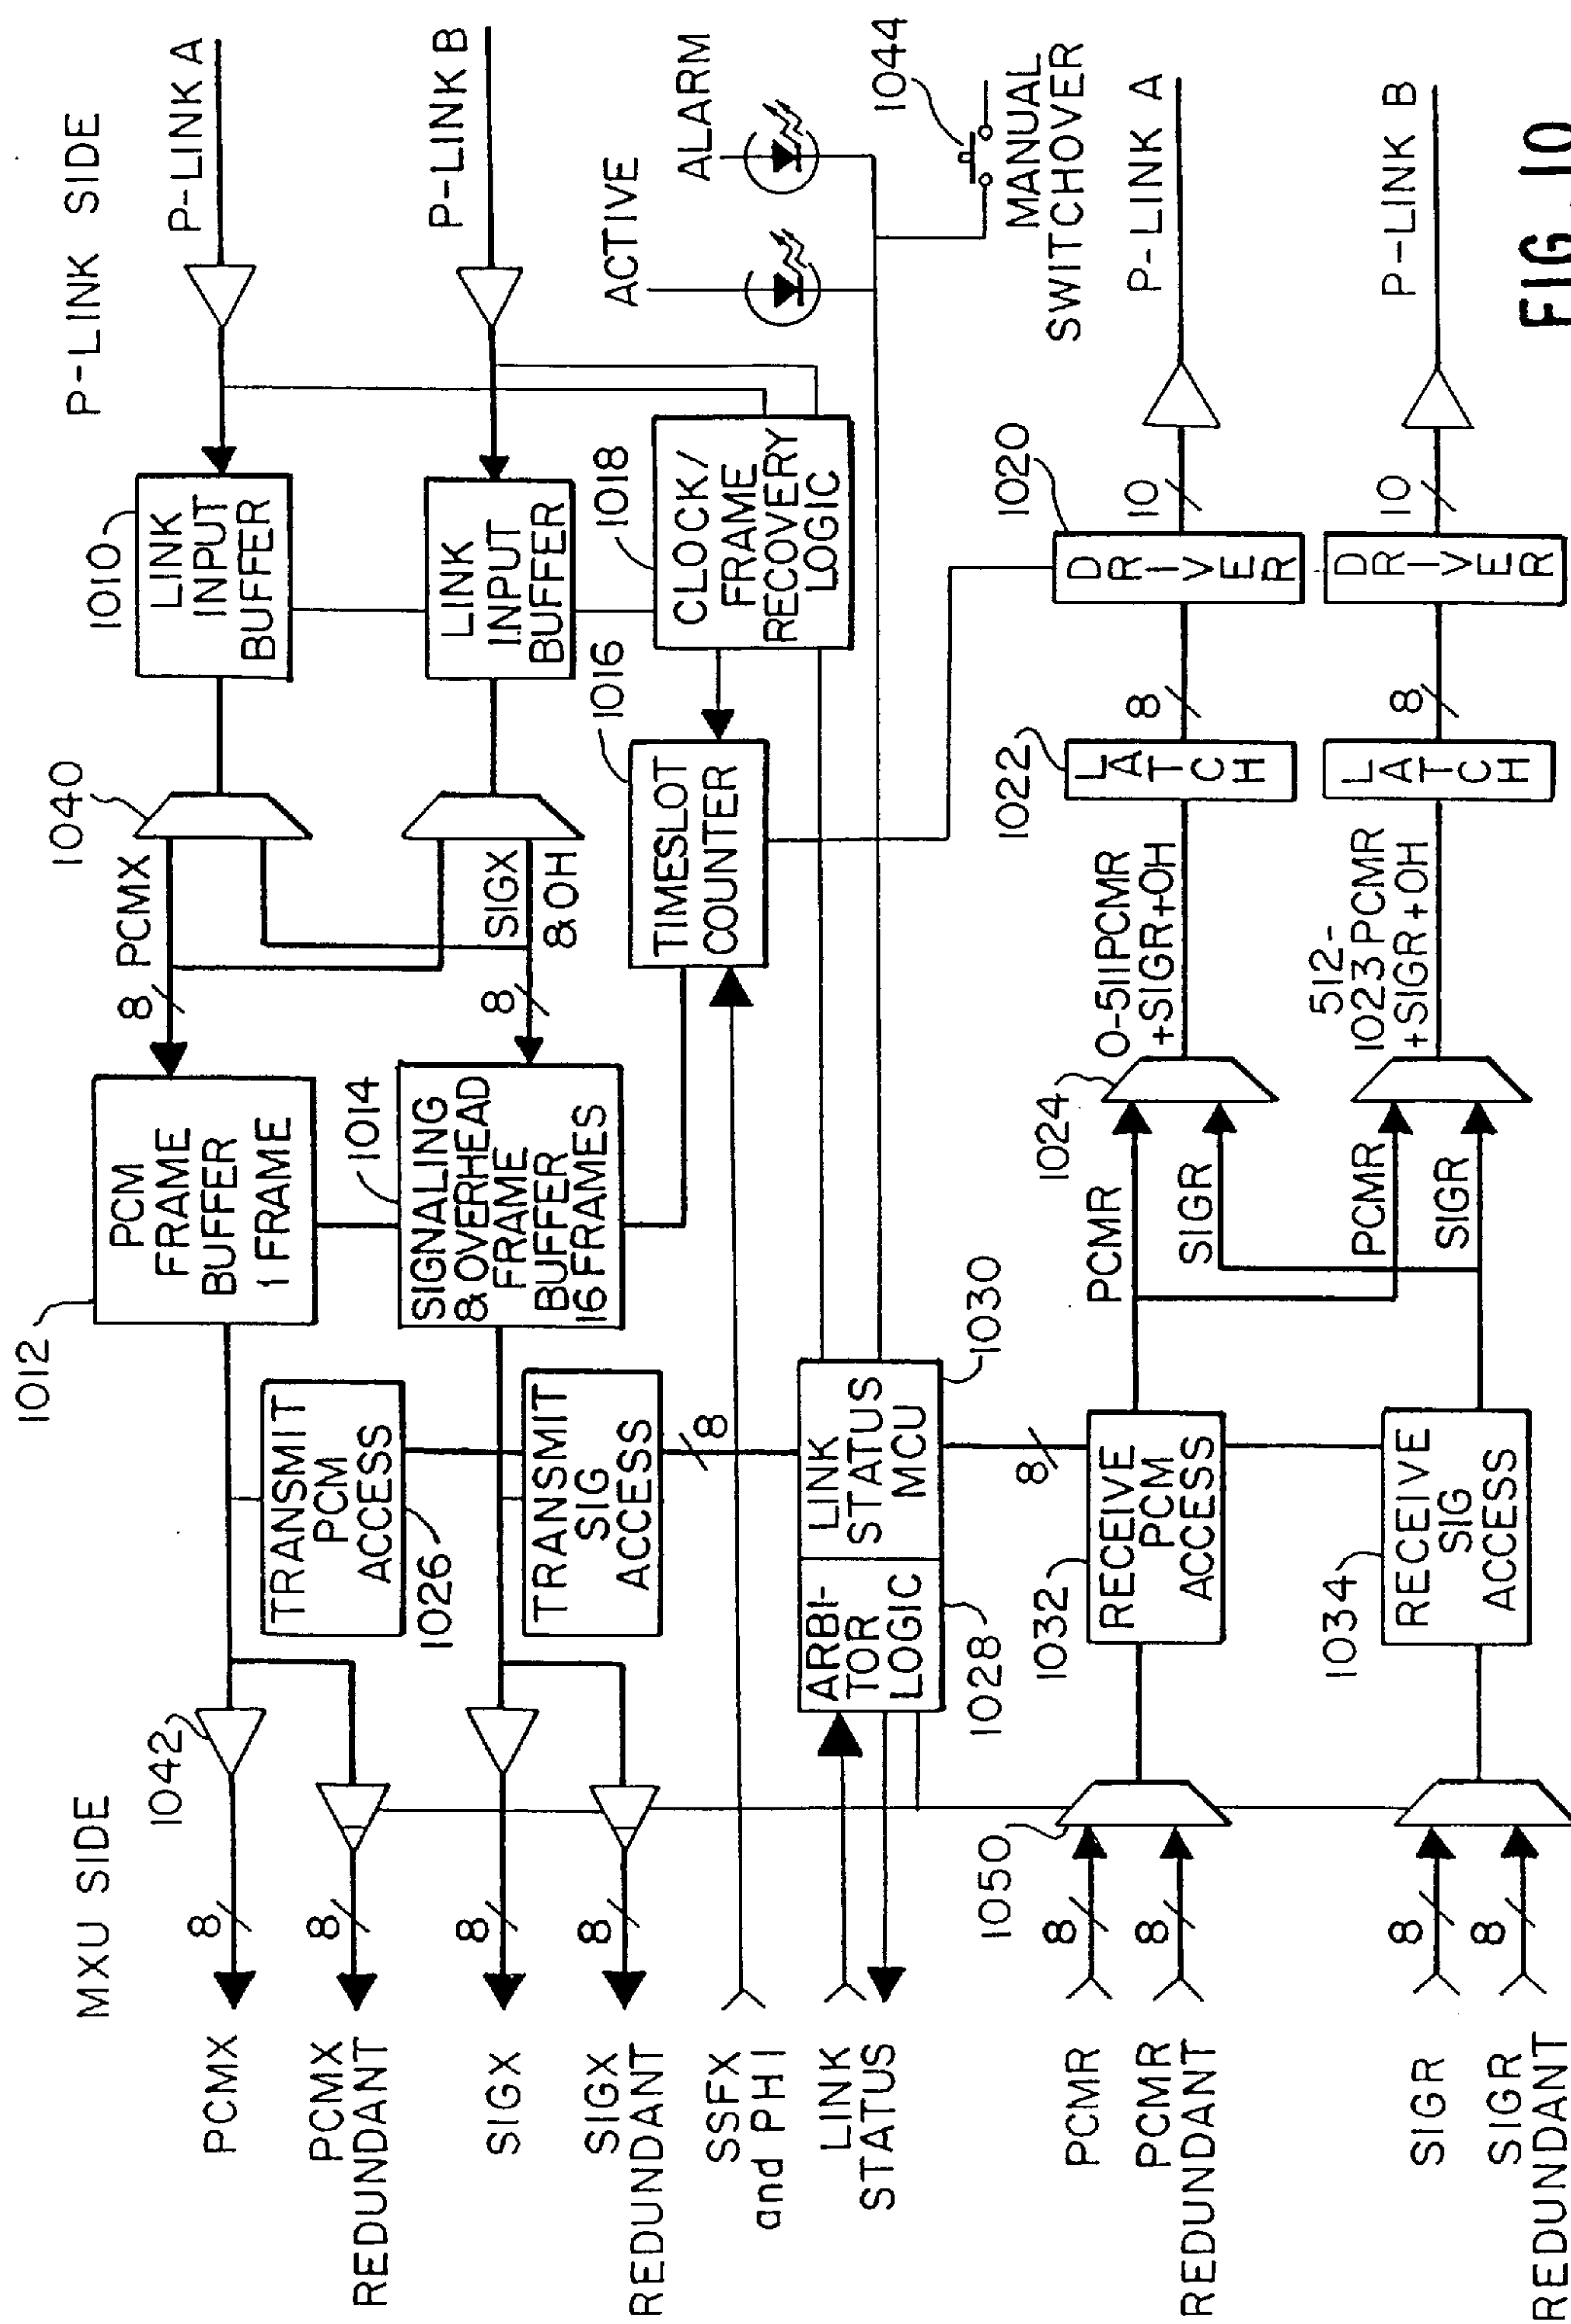 MXU SIDE
P-LINK SIDE
PCMX
8
1042
1012
PCM
FRAME
BUFFER
1 FRAME
8
PCMX
1040
1010
LINK
INPUT
BUFFER
P-LINK A
PCMX
REDUNDANT
8
TRANSMIT
PCM
ACCESS
1026
SIGX
8
1014
SIGNALING
& OVERHEAD
FRAME
BUFFER
16 FRAMES
8
SIGX
& OH
LINK
INPUT
BUFFER
P-LINK B
SIGX
REDUNDANT
8
TRANSMIT
SIG
ACCESS
8
1016
TIMESLOT
COUNTER
1018
CLOCK/
FRAME
RECOVERY
LOGIC
ACTIVE
ALARM
SSFX
and PHI
LINK
STATUS
ARBI-
TOR
LOGIC
1028
LINK
STATUS
MCU
1030
1044
MANUAL
SWITCHOVER
PCMR
8
1050
1032
RECEIVE
PCM
ACCESS
8
PCMR
SIGR
1024
0-511PCMR
+SIGR+OH
1022
LATCH
8
1020
DRIVER
10
P-LINK A
PCMR
REDUNDANT
8
SIGR
8
1034
RECEIVE
SIG
ACCESS
PCMR
SIGR
512-
1023PCMR
+SIGR+OH
LATCH
8
DRIVER
10
P-LINK B
SIGR
REDUNDANT
8
FIG. 10